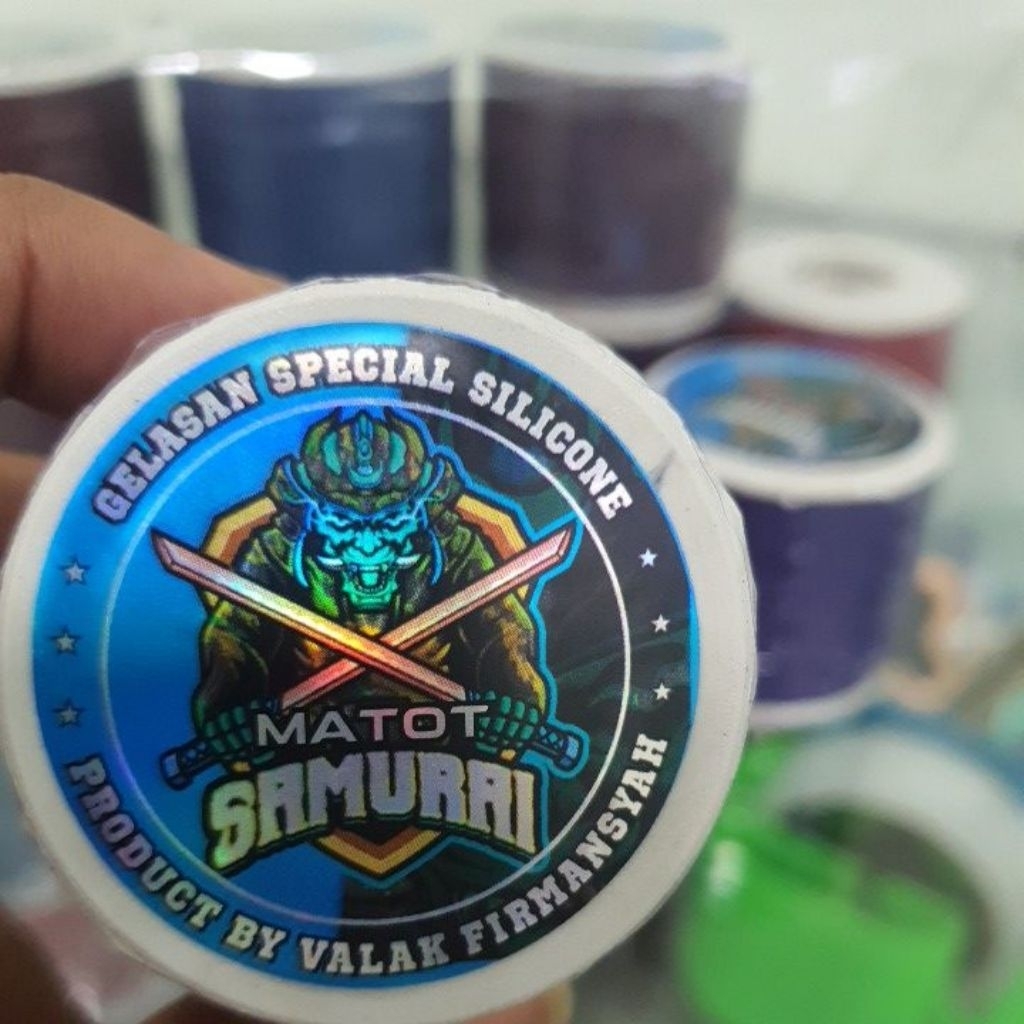 GELASAN SPECIAL SILICONE
MATOT
SAMURAI
PRODUCT BY VALAK FIRMANSYAH